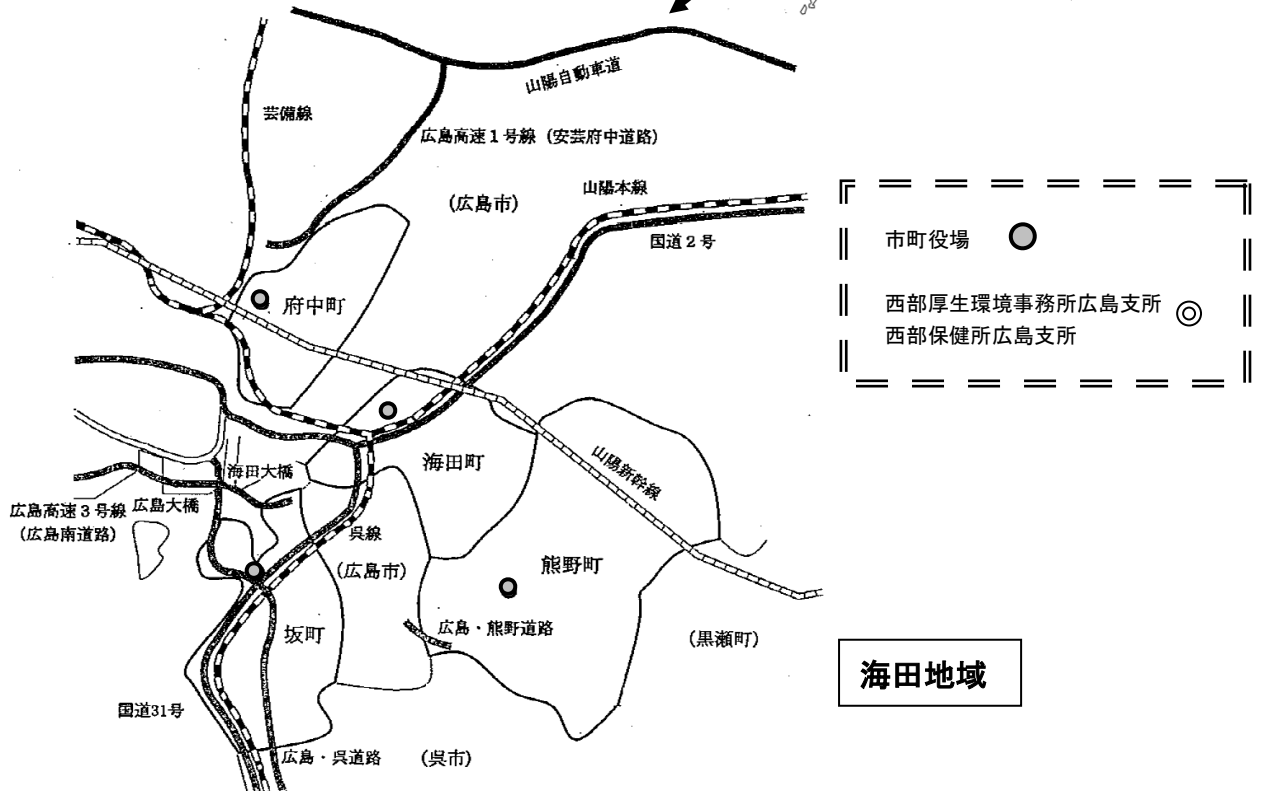 山陽自動車道
芸備線
広島高速1号線 (安芸府中道路)
山陽本線
(広島市)
国道2号
市町役場
西部厚生環境事務所広島支所
西部保健所広島支所
府中町
海田町
山陽新幹線
海田大橋
広島高速3号線
(広島南道路)
広島大橋
呉線
(広島市)
熊野町
坂町
広島・熊野道路
(黒瀬町)
海田地域
国道31号
広島・呉道路
(呉市)